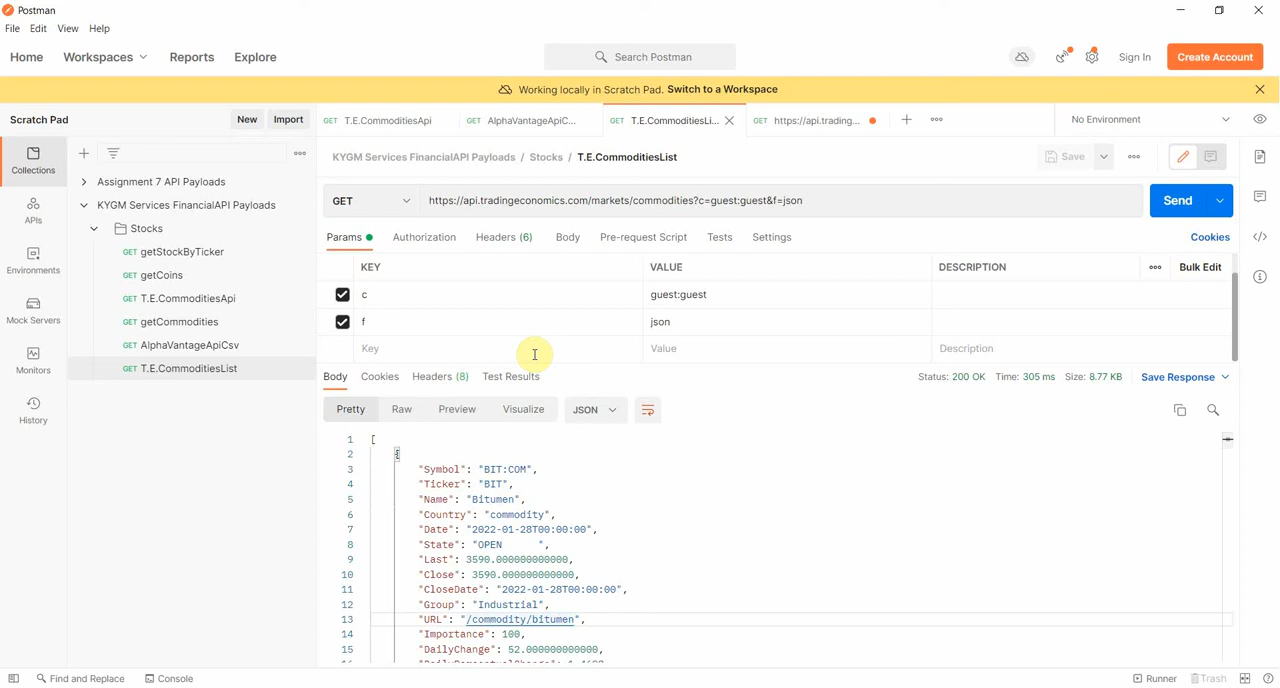 Postman
File Edit View Help
Home Workspaces Reports Explore Search Postman Sign In Create Account
Working locally in Scratch Pad. Switch to a Workspace
Scratch Pad New Import
GET T.E.CommoditiesApi GET AlphaVantageApiC... GET T.E.CommoditiesLi... GET https://api.trading... No Environment
Collections
APIs
Environments
Mock Servers
Monitors
History
Assignment 7 API Payloads
KYGM Services FinancialAPI Payloads
Stocks
GET getStockByTicker
GET getCoins
GET T.E.CommoditiesApi
GET getCommodities
GET AlphaVantageApiCsv
GET T.E.CommoditiesList
KYGM Services FinancialAPI Payloads / Stocks / T.E.CommoditiesList Save
GET https://api.tradingeconomics.com/markets/commodities?c=guest:guest&f=json Send
Params Authorization Headers (6) Body Pre-request Script Tests Settings Cookies
KEY VALUE DESCRIPTION Bulk Edit
c guest:guest
f json
Key Value Description
Body Cookies Headers (8) Test Results Status: 200 OK Time: 305 ms Size: 8.77 KB Save Response
Pretty Raw Preview Visualize JSON
1 [
2 {
3 "Symbol": "BIT:COM",
4 "Ticker": "BIT",
5 "Name": "Bitumen",
6 "Country": "commodity",
7 "Date": "2022-01-28T00:00:00",
8 "State": "OPEN      ",
9 "Last": 3590.000000000000,
10 "Close": 3590.000000000000,
11 "CloseDate": "2022-01-28T00:00:00",
12 "Group": "Industrial",
13 "URL": "/commodity/bitumen",
14 "Importance": 100,
15 "DailyChange": 52.000000000000,
Find and Replace Console Runner Trash